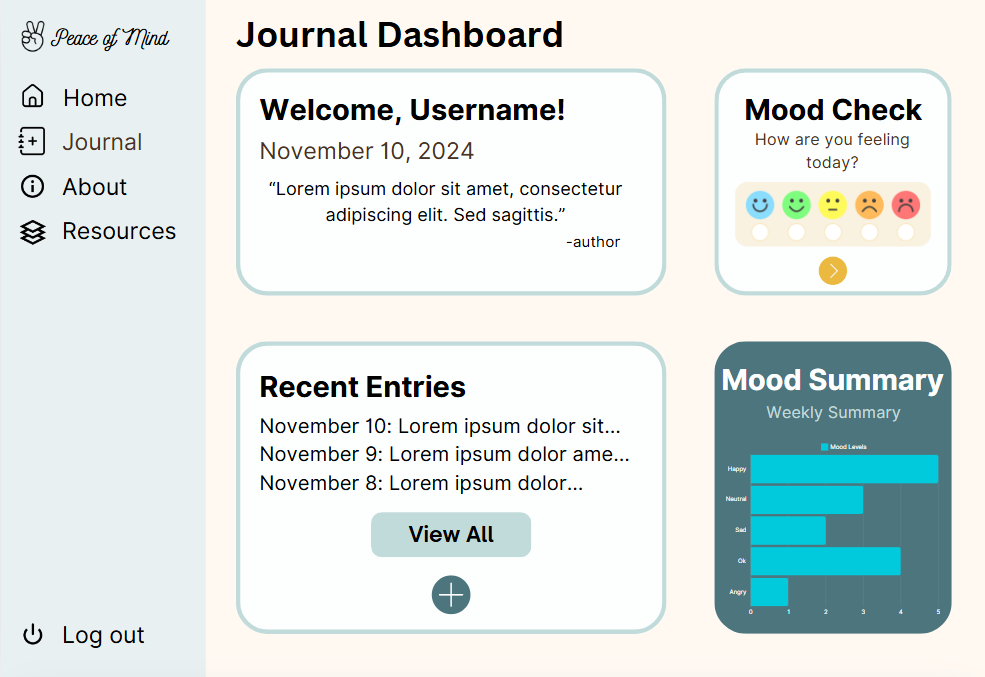 Peace of Mind
Home
Journal
About
Resources
Log out
Journal Dashboard
Welcome, Username!
November 10, 2024
“Lorem ipsum dolor sit amet, consectetur
adipiscing elit. Sed sagittis.”
-author
Mood Check
How are you feeling
today?
Recent Entries
November 10: Lorem ipsum dolor sit...
November 9: Lorem ipsum dolor ame...
November 8: Lorem ipsum dolor...
View All
Mood Summary
Weekly Summary
Mood Levels
Happy
Neutral
Sad
Ok
Angry
0 1 2 3 4 5